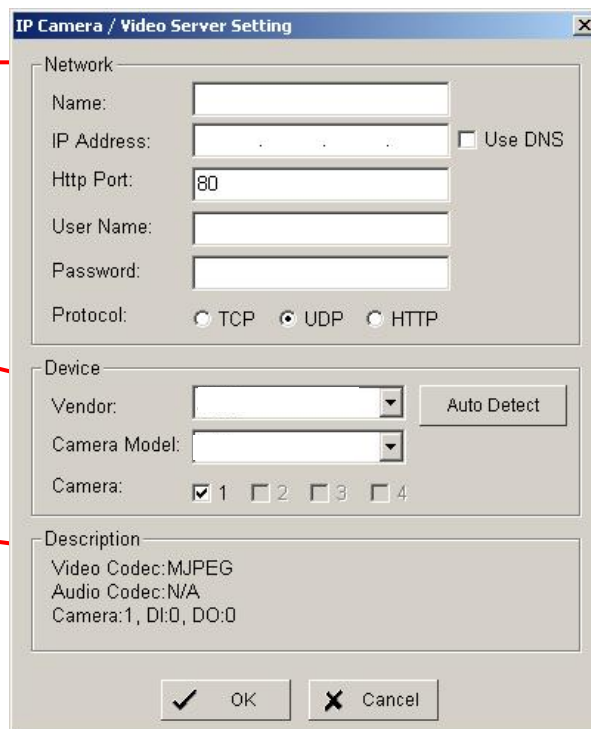 IP Camera / Video Server Setting
Network
Name:
IP Address: . . . Use DNS
Http Port: 80
User Name:
Password:
Protocol: TCP UDP HTTP
Device
Vendor: Auto Detect
Camera Model:
Camera: 1 2 3 4
Description
Video Codec:MJPEG
Audio Codec:N/A
Camera:1, DI:0, DO:0
OK Cancel